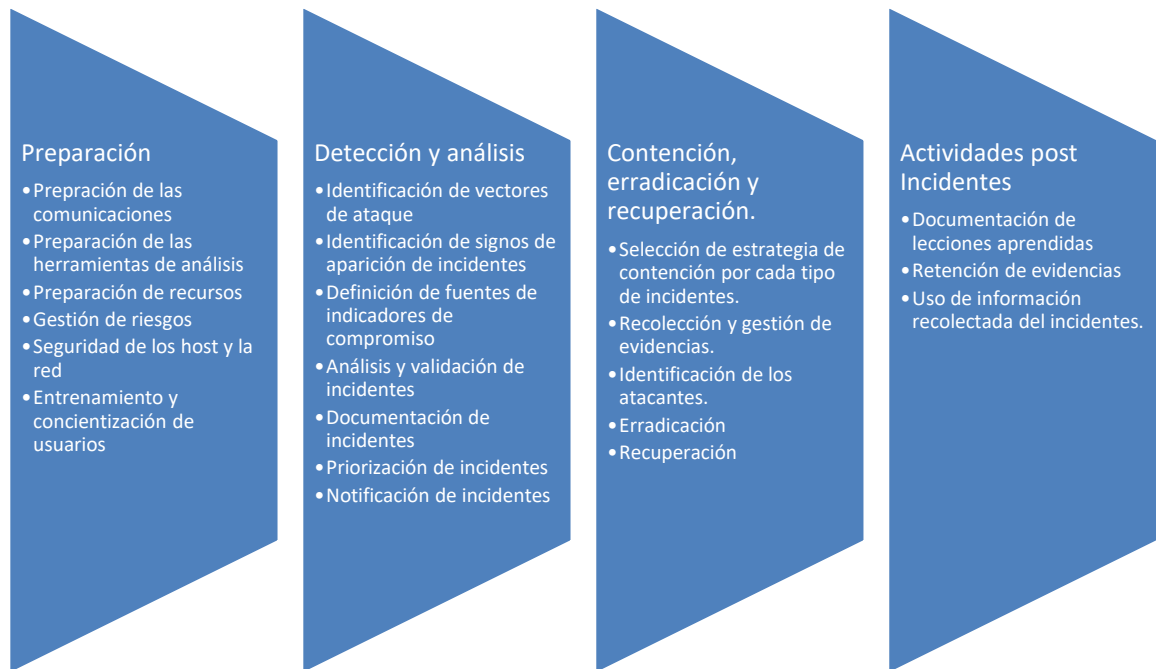 Preparación
•Prepración de las
comunicaciones
•Preparación de las
herramientas de análisis
•Preparación de recursos
•Gestión de riesgos
•Seguridad de los host y la
red
•Entrenamiento y
concientización de
usuarios
Detección y análisis
•Identificación de vectores
de ataque
•Identificación de signos de
aparición de incidentes
•Definición de fuentes de
indicadores de
compromiso
•Análisis y validación de
incidentes
•Documentación de
incidentes
•Priorización de incidentes
•Notificación de incidentes
Contención,
erradicación y
recuperación.
•Selección de estrategia de
contención por cada tipo
de incidentes.
•Recolección y gestión de
evidencias.
•Identificación de los
atacantes.
•Erradicación
•Recuperación
Actividades post
Incidentes
•Documentación de
lecciones aprendidas
•Retención de evidencias
•Uso de información
recolectada del incidentes.